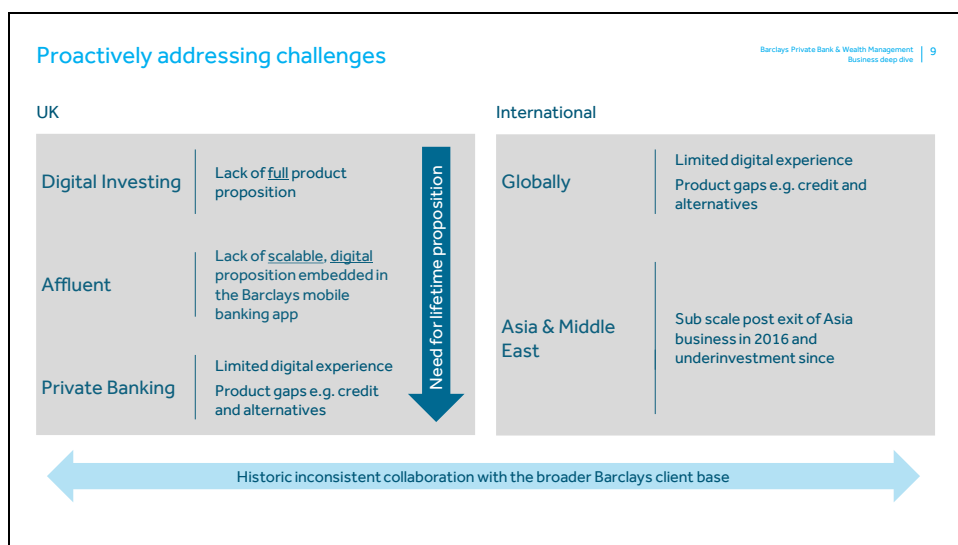 Proactively addressing challenges
Barclays Private Bank & Wealth Management
Business deep dive
9
UK
Digital Investing
Lack of full product
proposition
Affluent
Lack of scalable, digital
proposition embedded in
the Barclays mobile
banking app
Private Banking
Limited digital experience
Product gaps e.g. credit
and alternatives
Need for lifetime proposition
International
Globally
Limited digital experience
Product gaps e.g. credit and
alternatives
Asia & Middle
East
Sub scale post exit of Asia
business in 2016 and
underinvestment since
Historic inconsistent collaboration with the broader Barclays client base